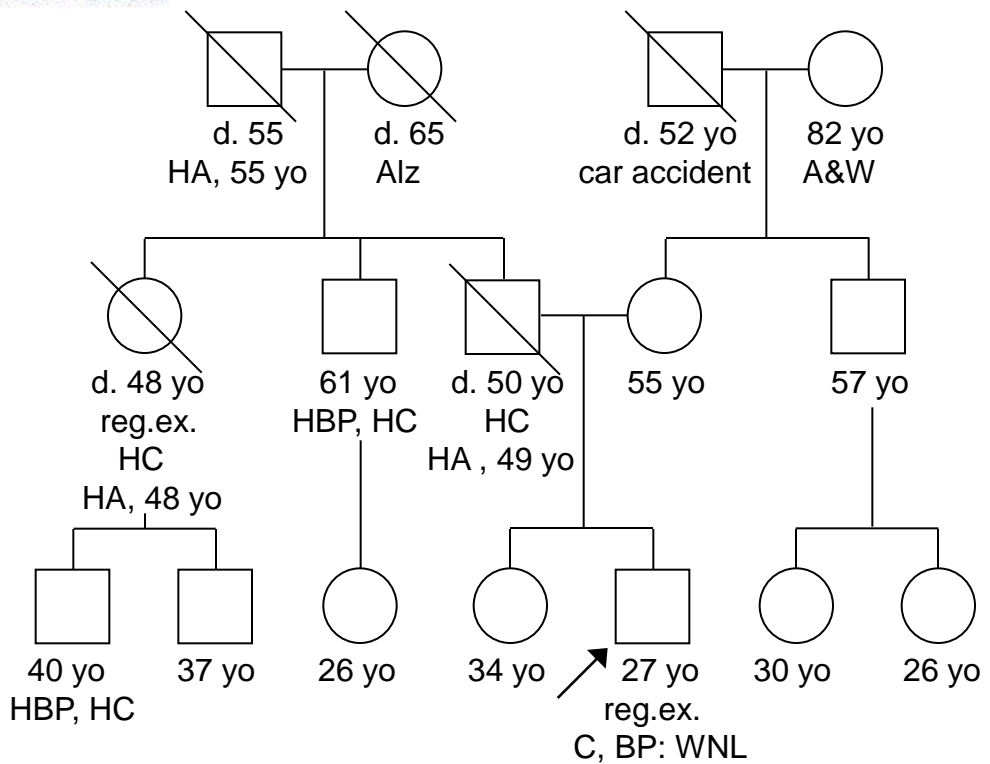 d. 55
HA, 55 yo
d. 65
Alz
d. 52 yo
car accident
82 yo
A&W
d. 48 yo
reg.ex.
HC
HA, 48 yo
61 yo
HBP, HC
d. 50 yo
HC
HA , 49 yo
55 yo
57 yo
40 yo
HBP, HC
37 yo
26 yo
34 yo
27 yo
reg.ex.
C, BP: WNL
30 yo
26 yo